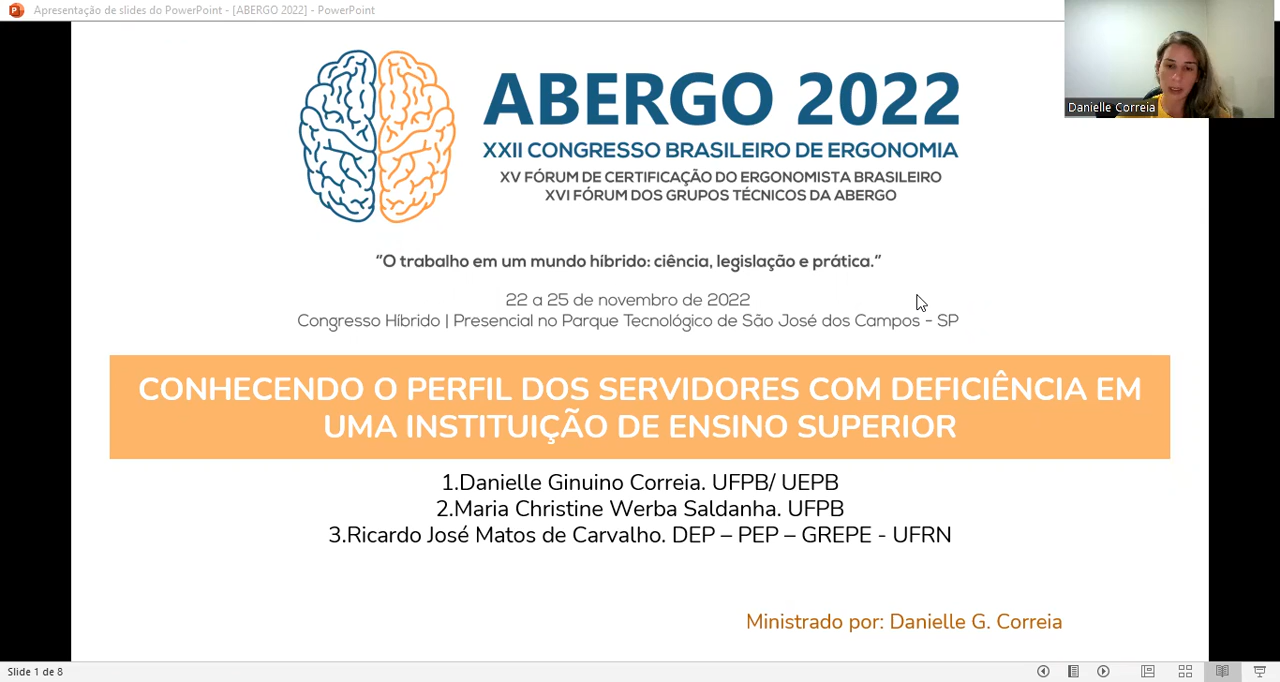 Apresentação de slides do PowerPoint - [ABERGO 2022] - PowerPoint
Danielle Correia
ABERGO 2022
XXII CONGRESSO BRASILEIRO DE ERGONOMIA
XV FÓRUM DE CERTIFICAÇÃO DO ERGONOMISTA BRASILEIRO
XVI FÓRUM DOS GRUPOS TÉCNICOS DA ABERGO
"O trabalho em um mundo híbrido: ciência, legislação e prática."
22 a 25 de novembro de 2022
Congresso Híbrido | Presencial no Parque Tecnológico de São José dos Campos - SP
CONHECENDO O PERFIL DOS SERVIDORES COM DEFICIÊNCIA EM
UMA INSTITUIÇÃO DE ENSINO SUPERIOR
1.Danielle Ginuino Correia. UFPB/ UEPB
2.Maria Christine Werba Saldanha. UFPB
3.Ricardo José Matos de Carvalho. DEP – PEP – GREPE - UFRN
Ministrado por: Danielle G. Correia
Slide 1 de 8